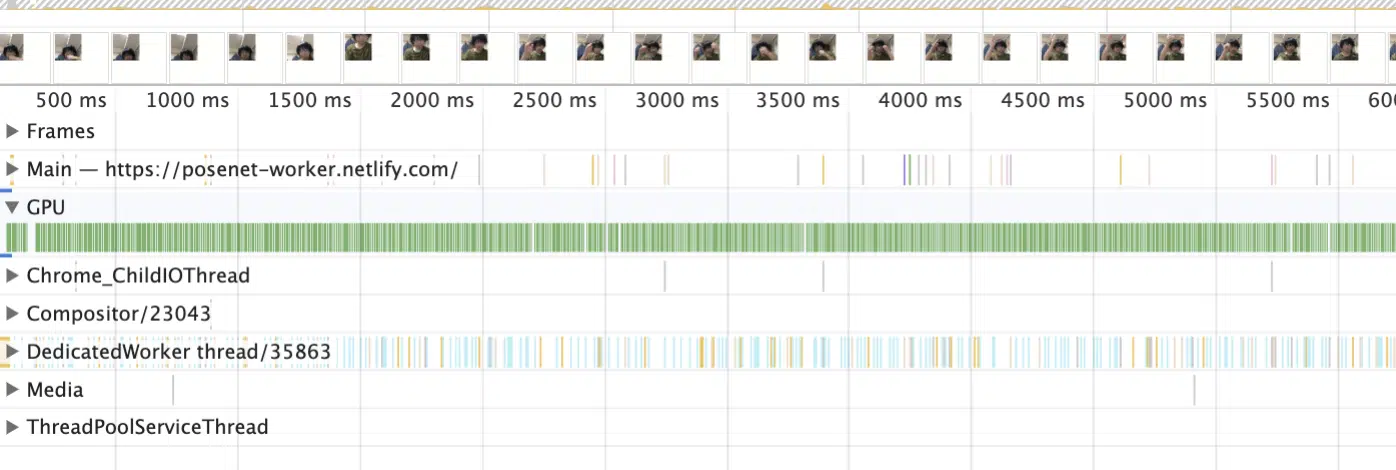 500 ms 1000 ms 1500 ms 2000 ms 2500 ms 3000 ms 3500 ms 4000 ms 4500 ms 5000 ms 5500 ms 600
Frames
Main — https://posenet-worker.netlify.com/
GPU
Chrome_ChildIOThread
Compositor/23043
DedicatedWorker thread/35863
Media
ThreadPoolServiceThread